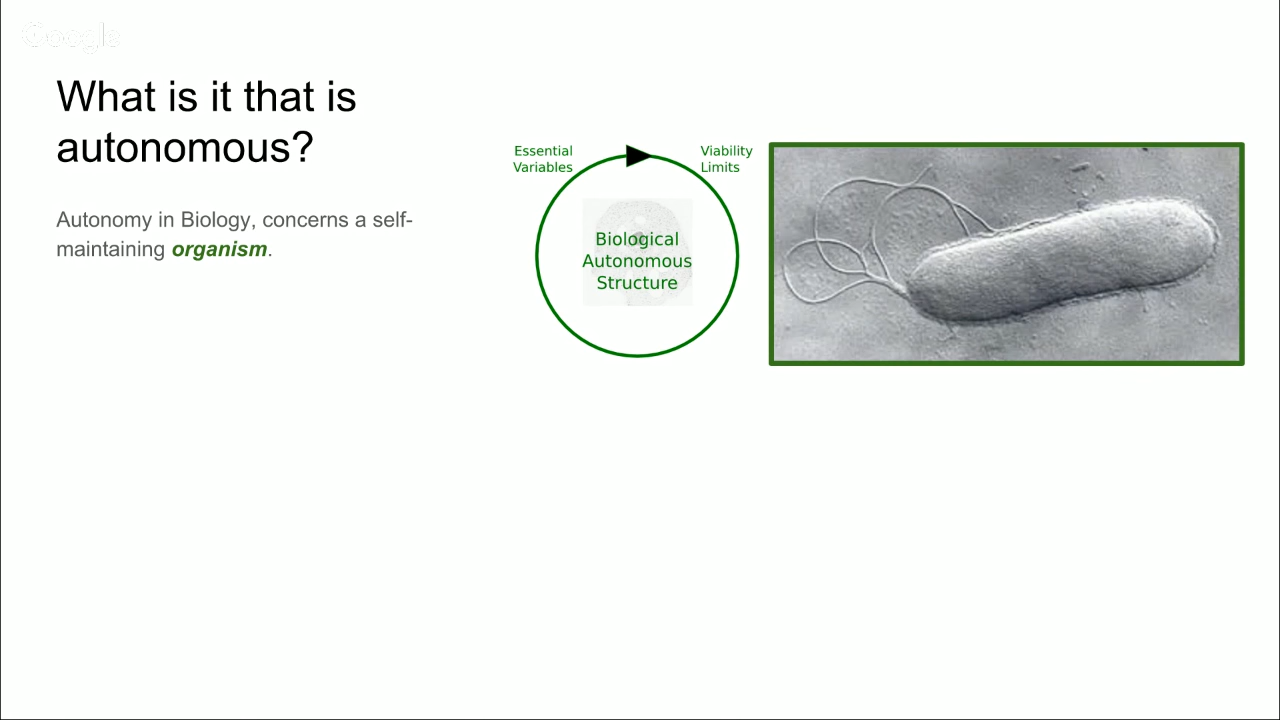 Google
What is it that is
autonomous?
Autonomy in Biology, concerns a self-
maintaining organism.
Essential
Variables
Viability
Limits
Biological
Autonomous
Structure